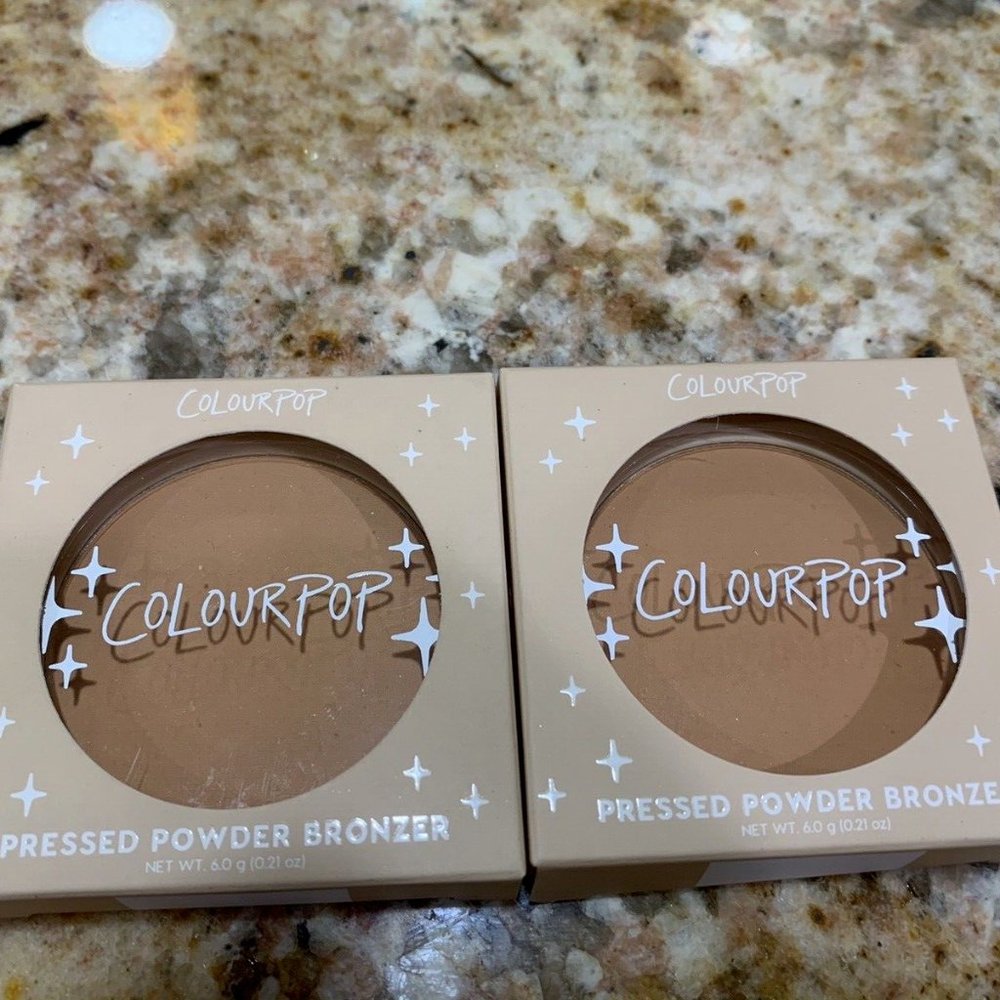 COLOURPOP
COLOURPOP
PRESSED POWDER BRONZER
NET WT. 6.0 g (0.21 oz)
COLOURPOP
COLOURPOP
PRESSED POWDER BRONZE
NET WT. 6.0 g (0.21 oz)